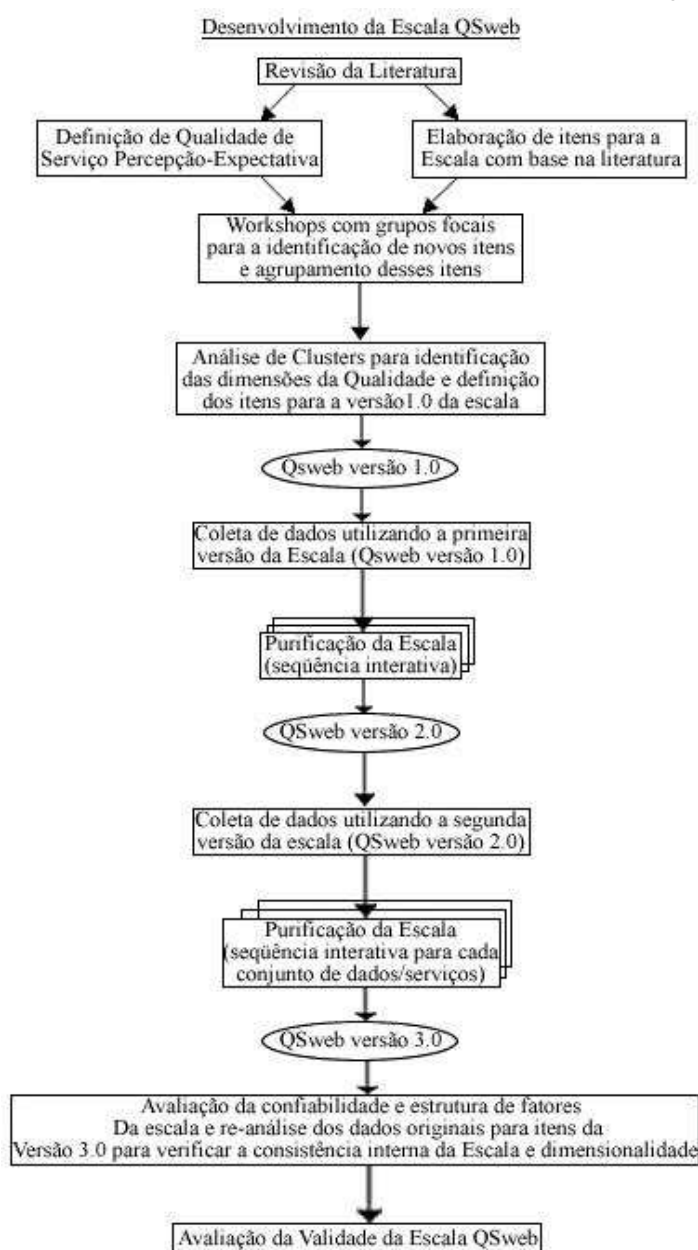 Desenvolvimento da Escala QSweb
Revisão da Literatura
Definição de Qualidade de
Serviço Percepção-Expectativa
Elaboração de itens para a
Escala com base na literatura
Workshops com grupos focais
para a identificação de novos itens
e agrupamento desses itens
Análise de Clusters para identificação
das dimensões da Qualidade e definição
dos itens para a versão1.0 da escala
Qsweb versão 1.0
Coleta de dados utilizando a primeira
versão da Escala (Qsweb versão 1.0)
Purificação da Escala
(seqüência interativa)
QSweb versão 2.0
Coleta de dados utilizando a segunda
versão da escala (QSweb versão 2.0)
Purificação da Escala
(seqüência interativa para cada
conjunto de dados/serviços)
QSweb versão 3.0
Avaliação da confiabilidade e estrutura de fatores
Da escala e re-análise dos dados originais para itens da
Versão 3.0 para verificar a consistência interna da Escala e dimensionalidade
Avaliação da Validade da Escala QSweb